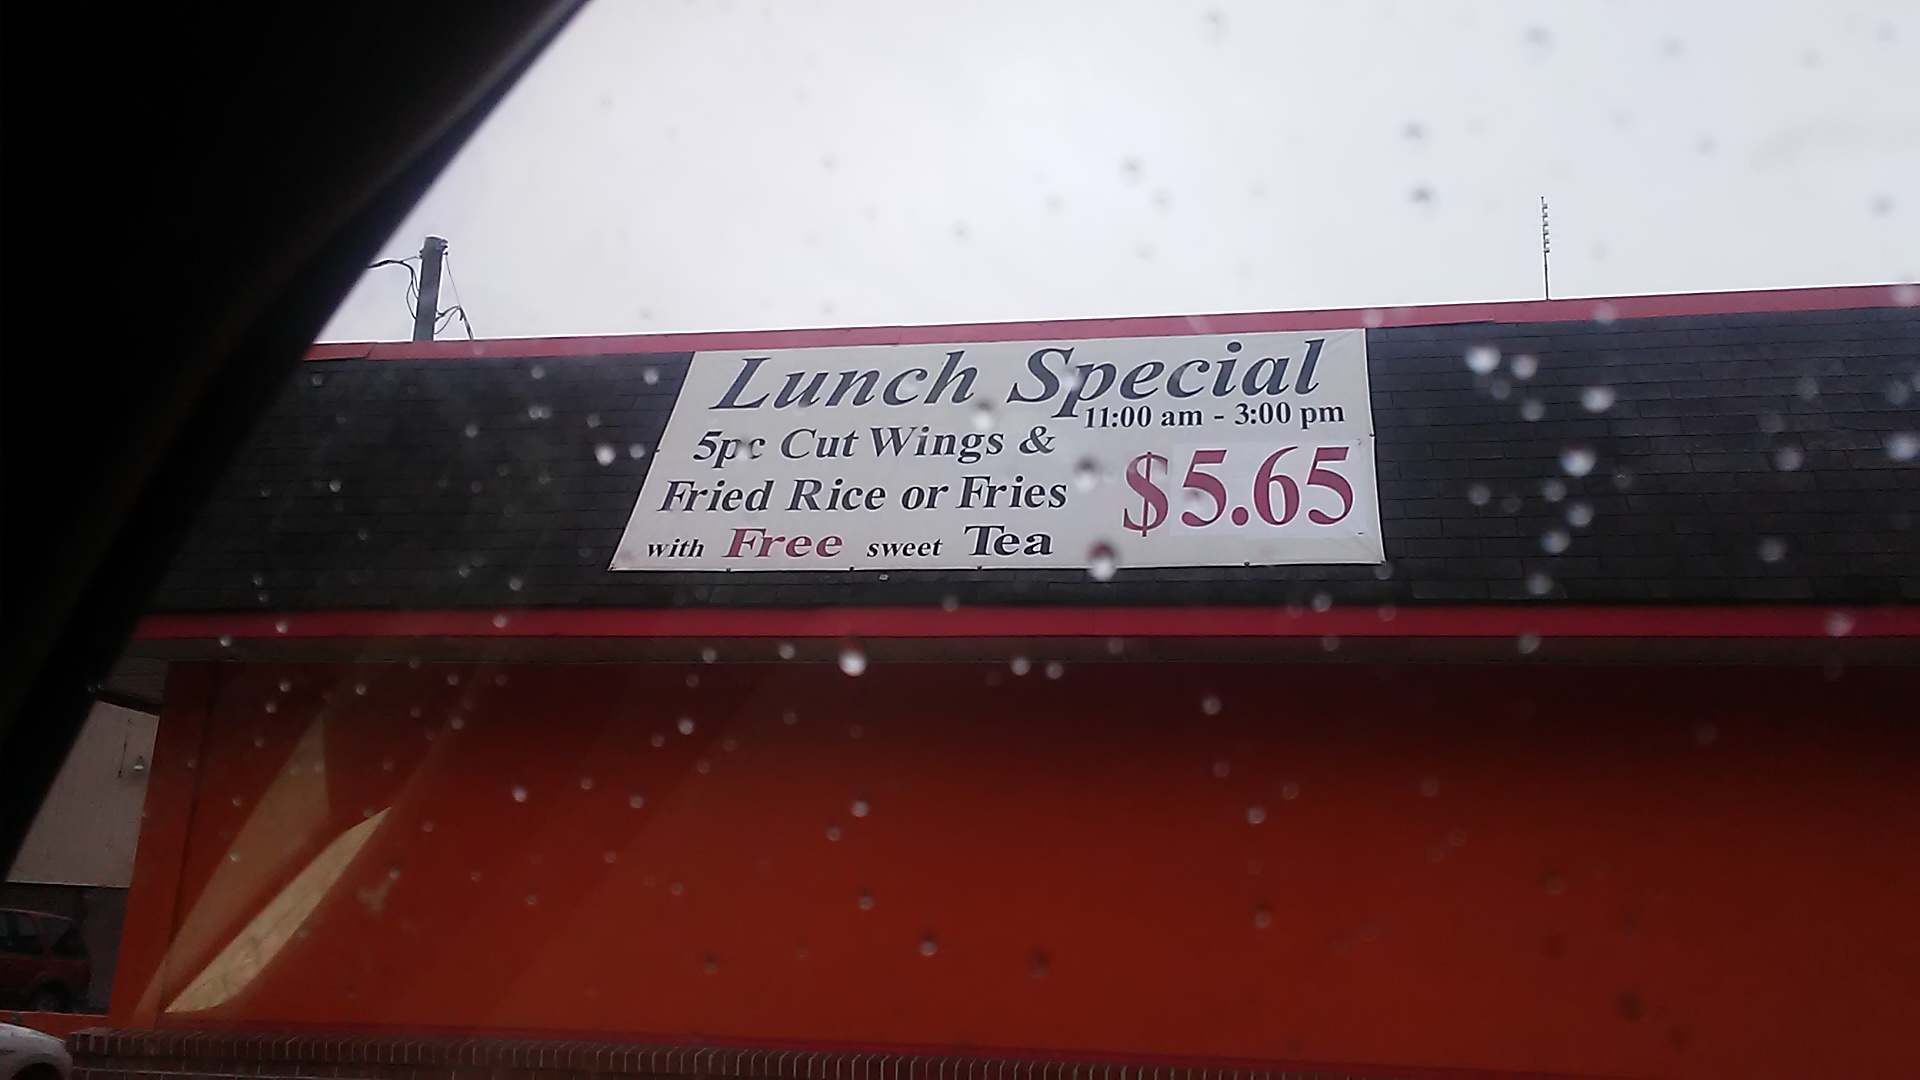 Lunch Special
11:00 am - 3:00 pm
5pc Cut Wings &
Fried Rice or Fries
$5.65
with Free sweet Tea